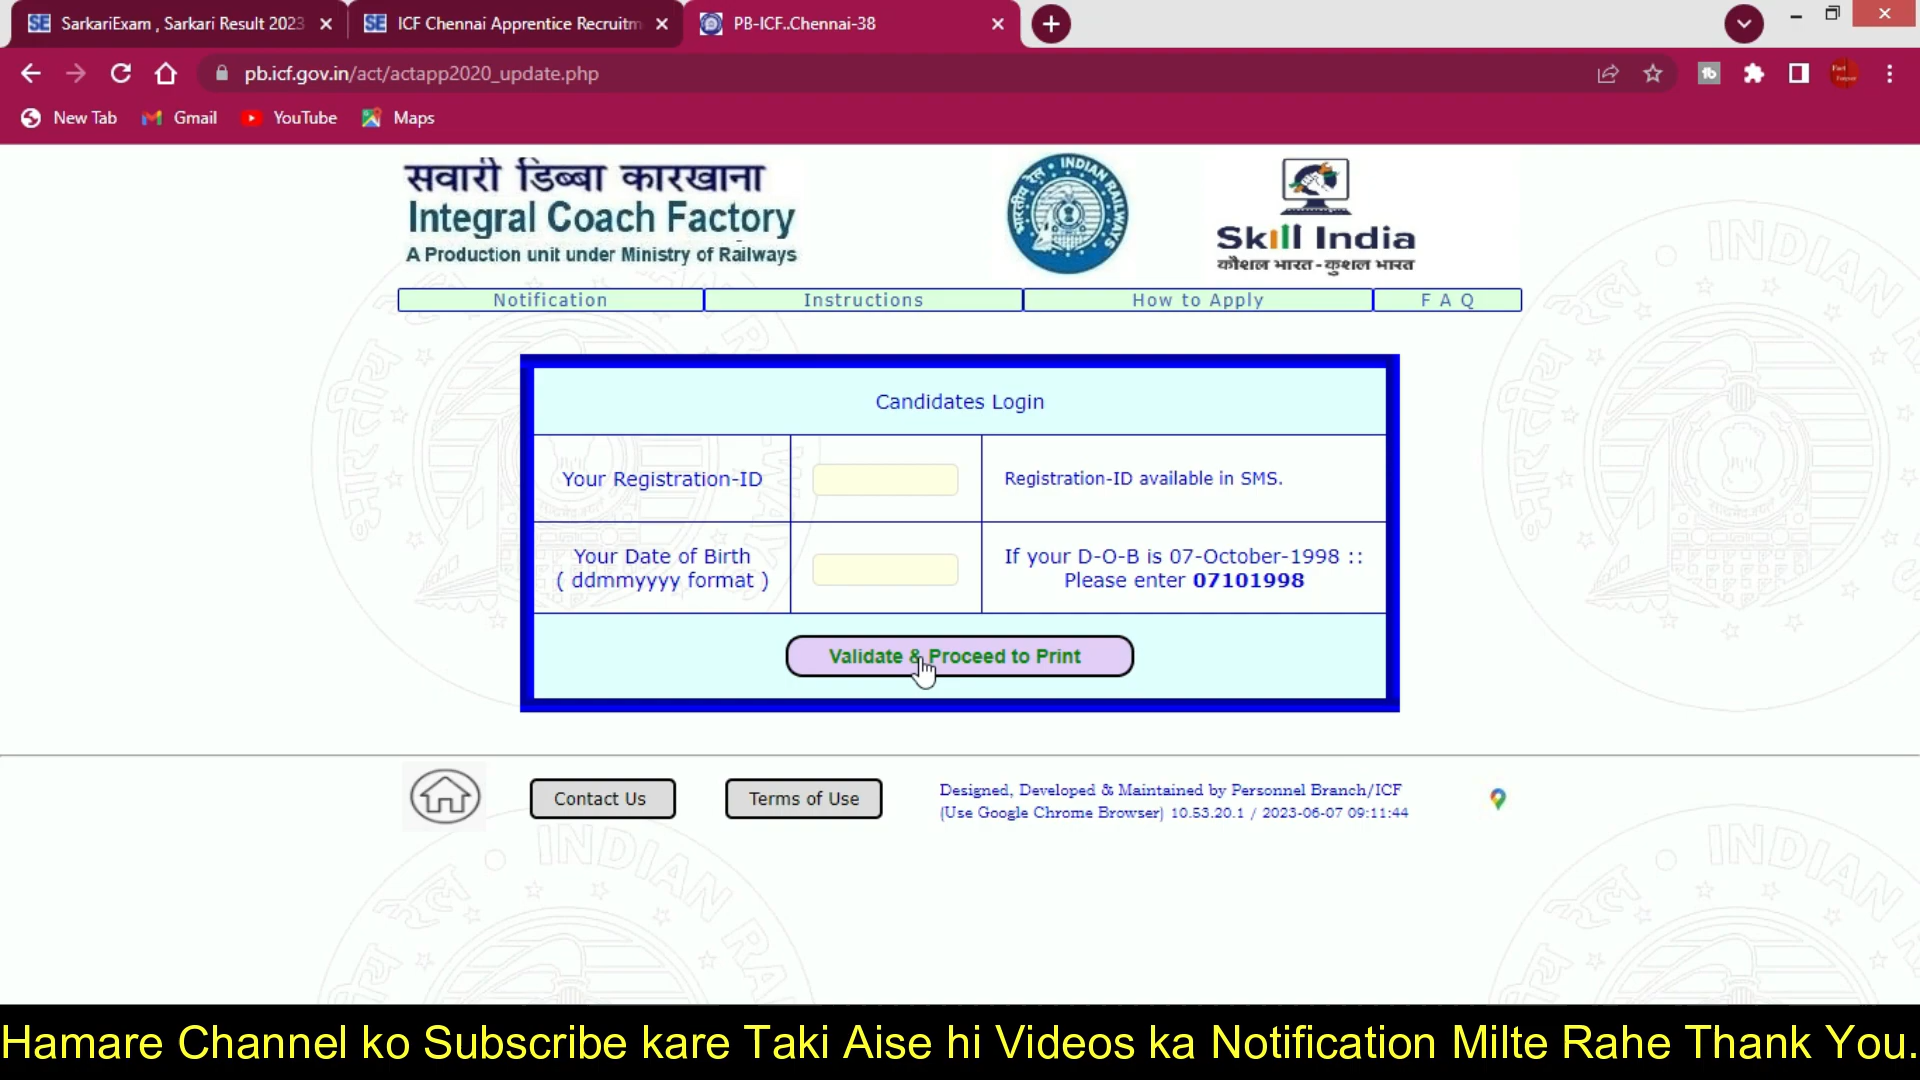 SarkariExam , Sarkari Result 2023
ICF Chennai Apprentice Recruitm
PB-ICF..Chennai-38
pb.icf.gov.in/act/actapp2020_update.php
New Tab
Gmail
YouTube
Maps
सवारी डिब्बा कारखाना
Integral Coach Factory
A Production unit under Ministry of Railways
INDIAN RAILWAYS
भारतीय रेल
Skill India
कौशल भारत - कुशल भारत
Notification
Instructions
How to Apply
F A Q
Candidates Login
Your Registration-ID
Registration-ID available in SMS.
Your Date of Birth
( ddmmyyyy format )
If your D-O-B is 07-October-1998 ::
Please enter 07101998
Validate & Proceed to Print
Contact Us
Terms of Use
Designed, Developed & Maintained by Personnel Branch/ICF
(Use Google Chrome Browser) 10.53.20.1 / 2023-06-07 09:11:44
Hamare Channel ko Subscribe kare Taki Aise hi Videos ka Notification Milte Rahe Thank You.